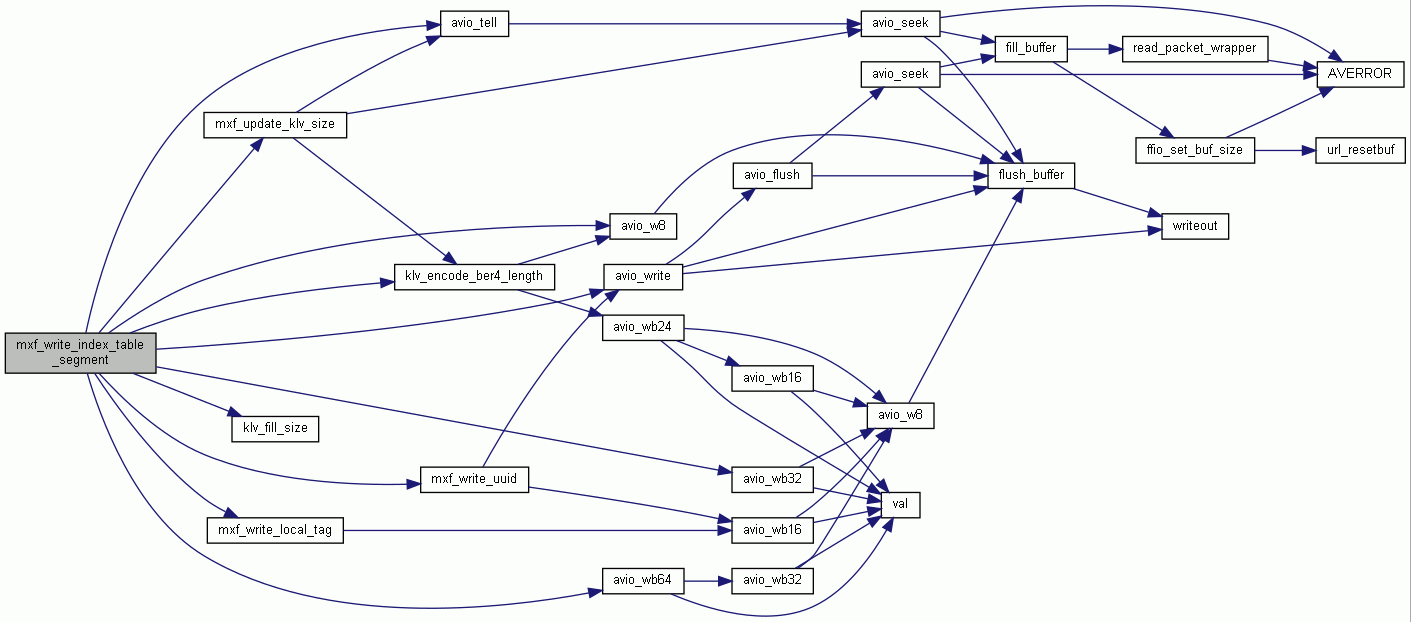 avio_tell
avio_seek
fill_buffer
read_packet_wrapper
avio_seek
AVERROR
mxf_update_klv_size
ffio_set_buf_size
url_resetbuf
avio_flush
flush_buffer
avio_w8
writeout
klv_encode_ber4_length
avio_write
avio_wb24
mxf_write_index_table
_segment
avio_wb16
avio_w8
klv_fill_size
mxf_write_uuid
avio_wb32
val
mxf_write_local_tag
avio_wb16
avio_wb64
avio_wb32